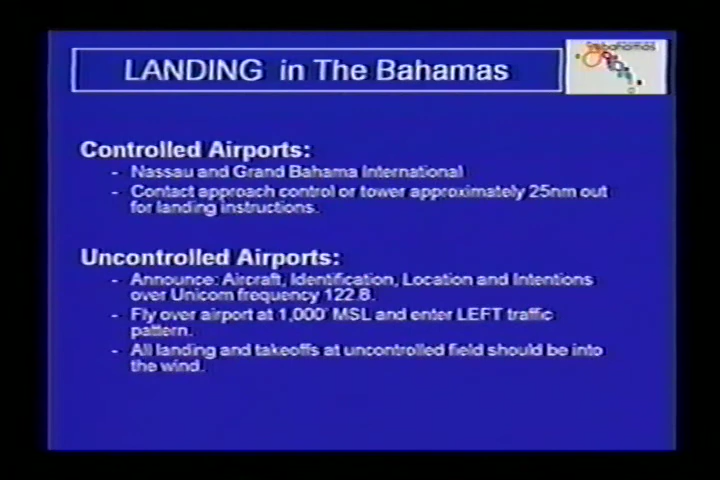 LANDING in The Bahamas
bahamas
Controlled Airports:
- Nassau and Grand Bahama International
- Contact approach control or tower approximately 25nm out
for landing instructions.
Uncontrolled Airports:
- Announce: Aircraft, Identification, Location and Intentions
over Unicom frequency 122.8.
- Fly over airport at 1,000' MSL and enter LEFT traffic
pattern.
- All landing and takeoffs at uncontrolled field should be into
the wind.